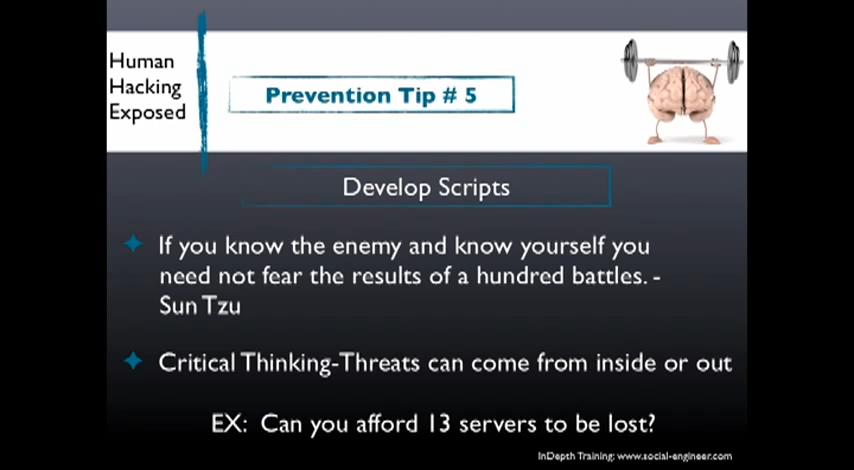 Human
Hacking
Exposed
Prevention Tip # 5
Develop Scripts
If you know the enemy and know yourself you
need not fear the results of a hundred battles. -
Sun Tzu
Critical Thinking-Threats can come from inside or out
EX: Can you afford 13 servers to be lost?
InDepth Training: www.social-engineer.com